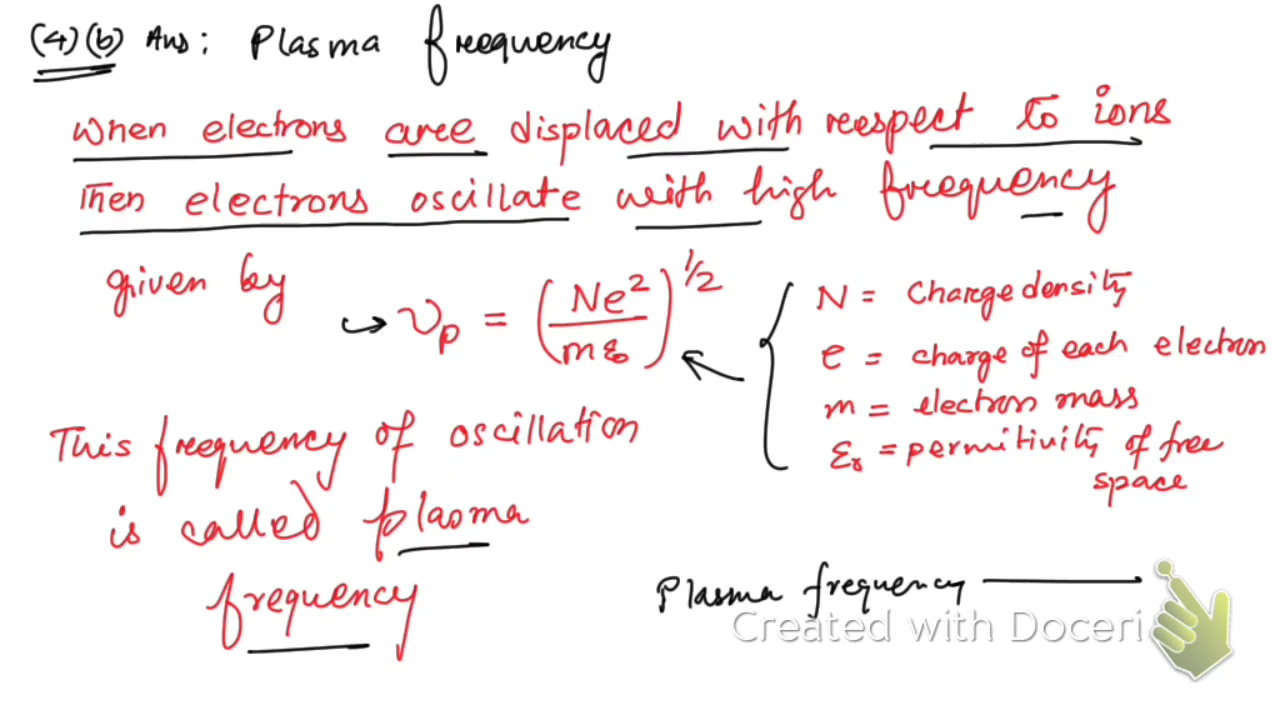 (4)(b) Ans: Plasma frequency
When electrons are displaced with respect to ions
Then electrons oscillate with high frequency
given by
νp = (Ne²/mε₀)^1/2
N = Charge density
e = charge of each electron
m = electron mass
ε₀ = permitivity of free
space
This frequency of oscillation
is called plasma
frequency
Plasma frequency
Created with Doceri